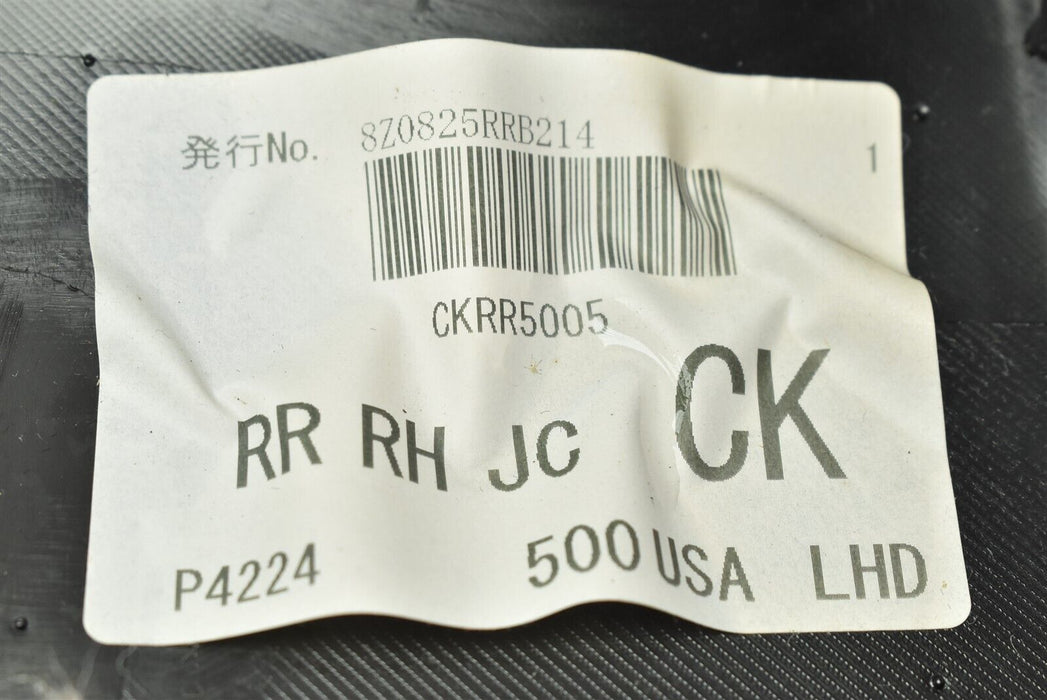 発行No. 8Z0825RRB214 1
CKRR5005
RR RH JC CK
P4224 500 USA LHD